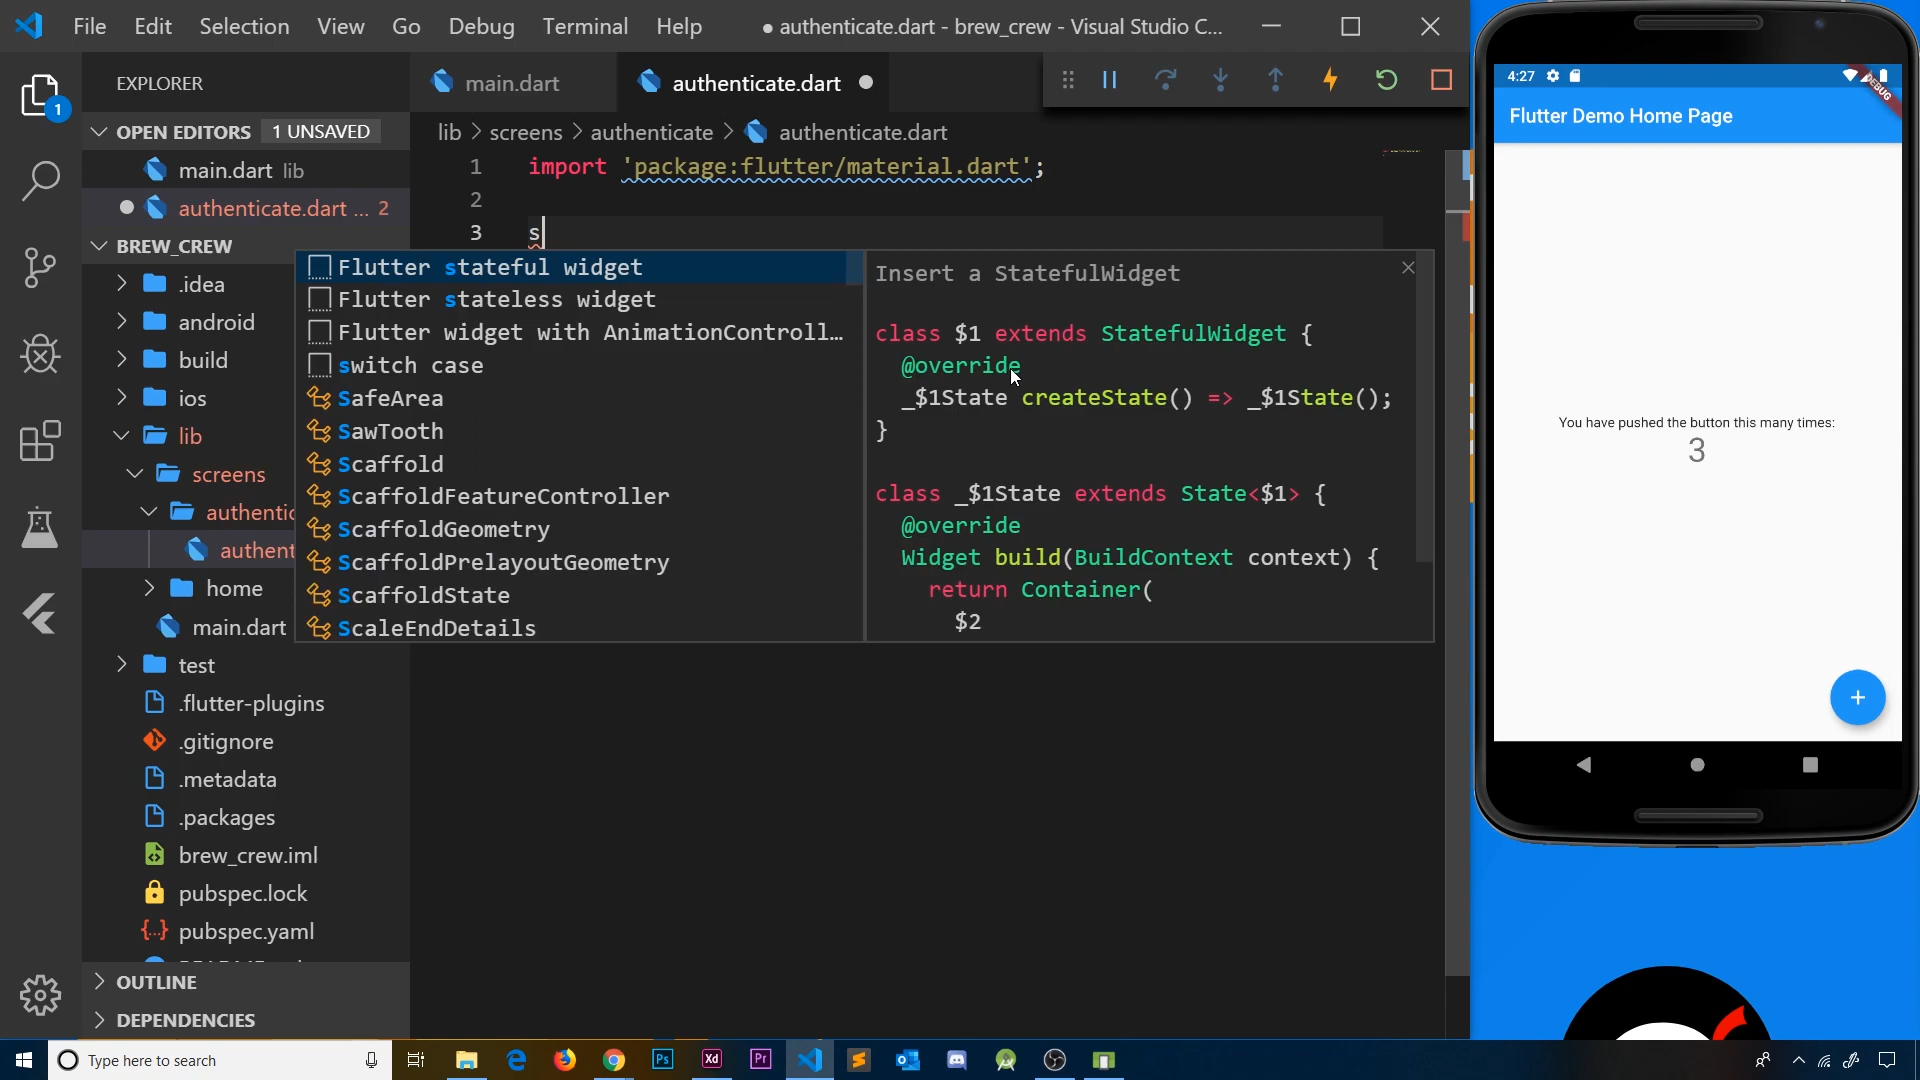 File Edit Selection View Go Debug Terminal Help ● authenticate.dart - brew_crew - Visual Studio C...
EXPLORER
main.dart
authenticate.dart
OPEN EDITORS 1 UNSAVED
lib > screens > authenticate > authenticate.dart
main.dart lib
authenticate.dart ... 2
BREW_CREW
.idea
android
build
ios
lib
screens
authentic
authent
home
main.dart
test
.flutter-plugins
.gitignore
.metadata
.packages
brew_crew.iml
pubspec.lock
pubspec.yaml
OUTLINE
DEPENDENCIES
1
1 import 'package:flutter/material.dart';
2
3 s
Flutter stateful widget
Flutter stateless widget
Flutter widget with AnimationControll...
switch case
SafeArea
SawTooth
Scaffold
ScaffoldFeatureController
ScaffoldGeometry
ScaffoldPrelayoutGeometry
ScaffoldState
ScaleEndDetails
Insert a StatefulWidget
class $1 extends StatefulWidget {
@override
_$1State createState() => _$1State();
}
class _$1State extends State<$1> {
@override
Widget build(BuildContext context) {
return Container(
$2
4:27
DEBUG
Flutter Demo Home Page
You have pushed the button this many times:
3
+
Type here to search
Ps
Xd
Pr